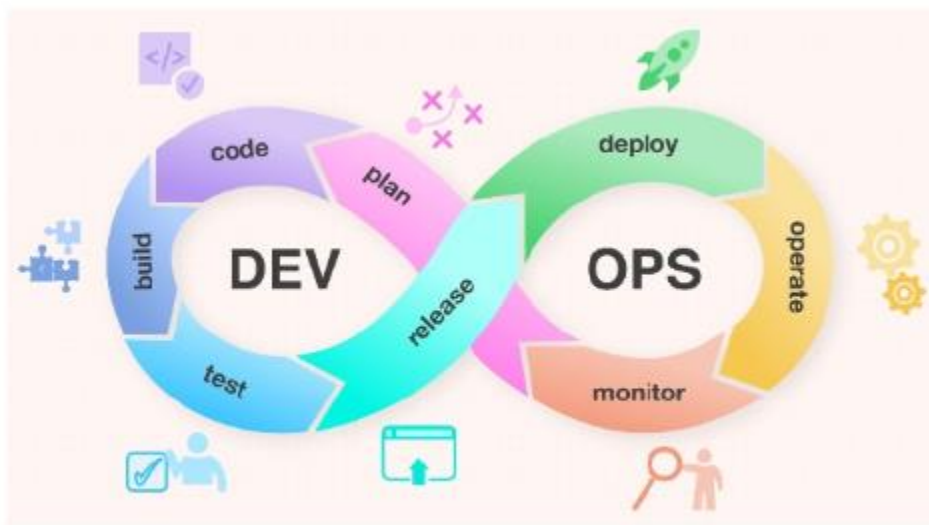 </>
code
plan
deploy
build
DEV
OPS
operate
release
test
monitor